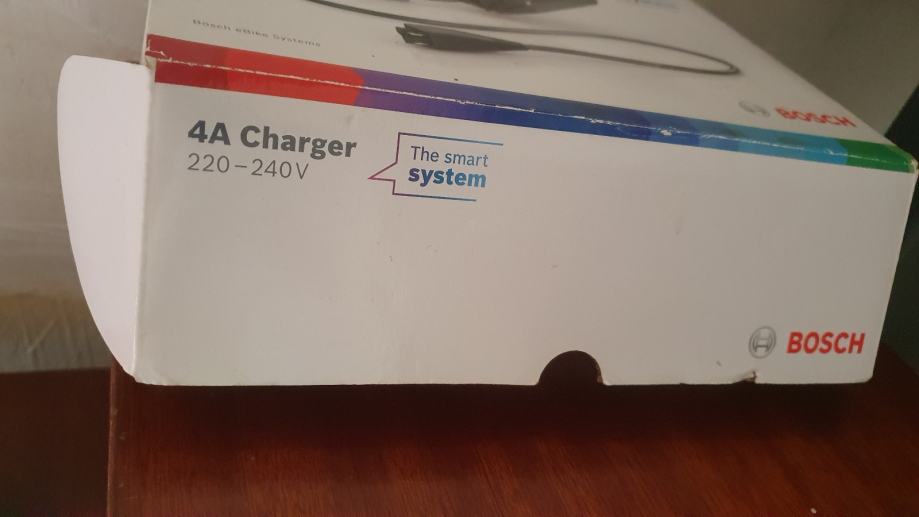 Bosch eBike Systems
BOSCH
4A Charger
220–240V
The smart
system
BOSCH